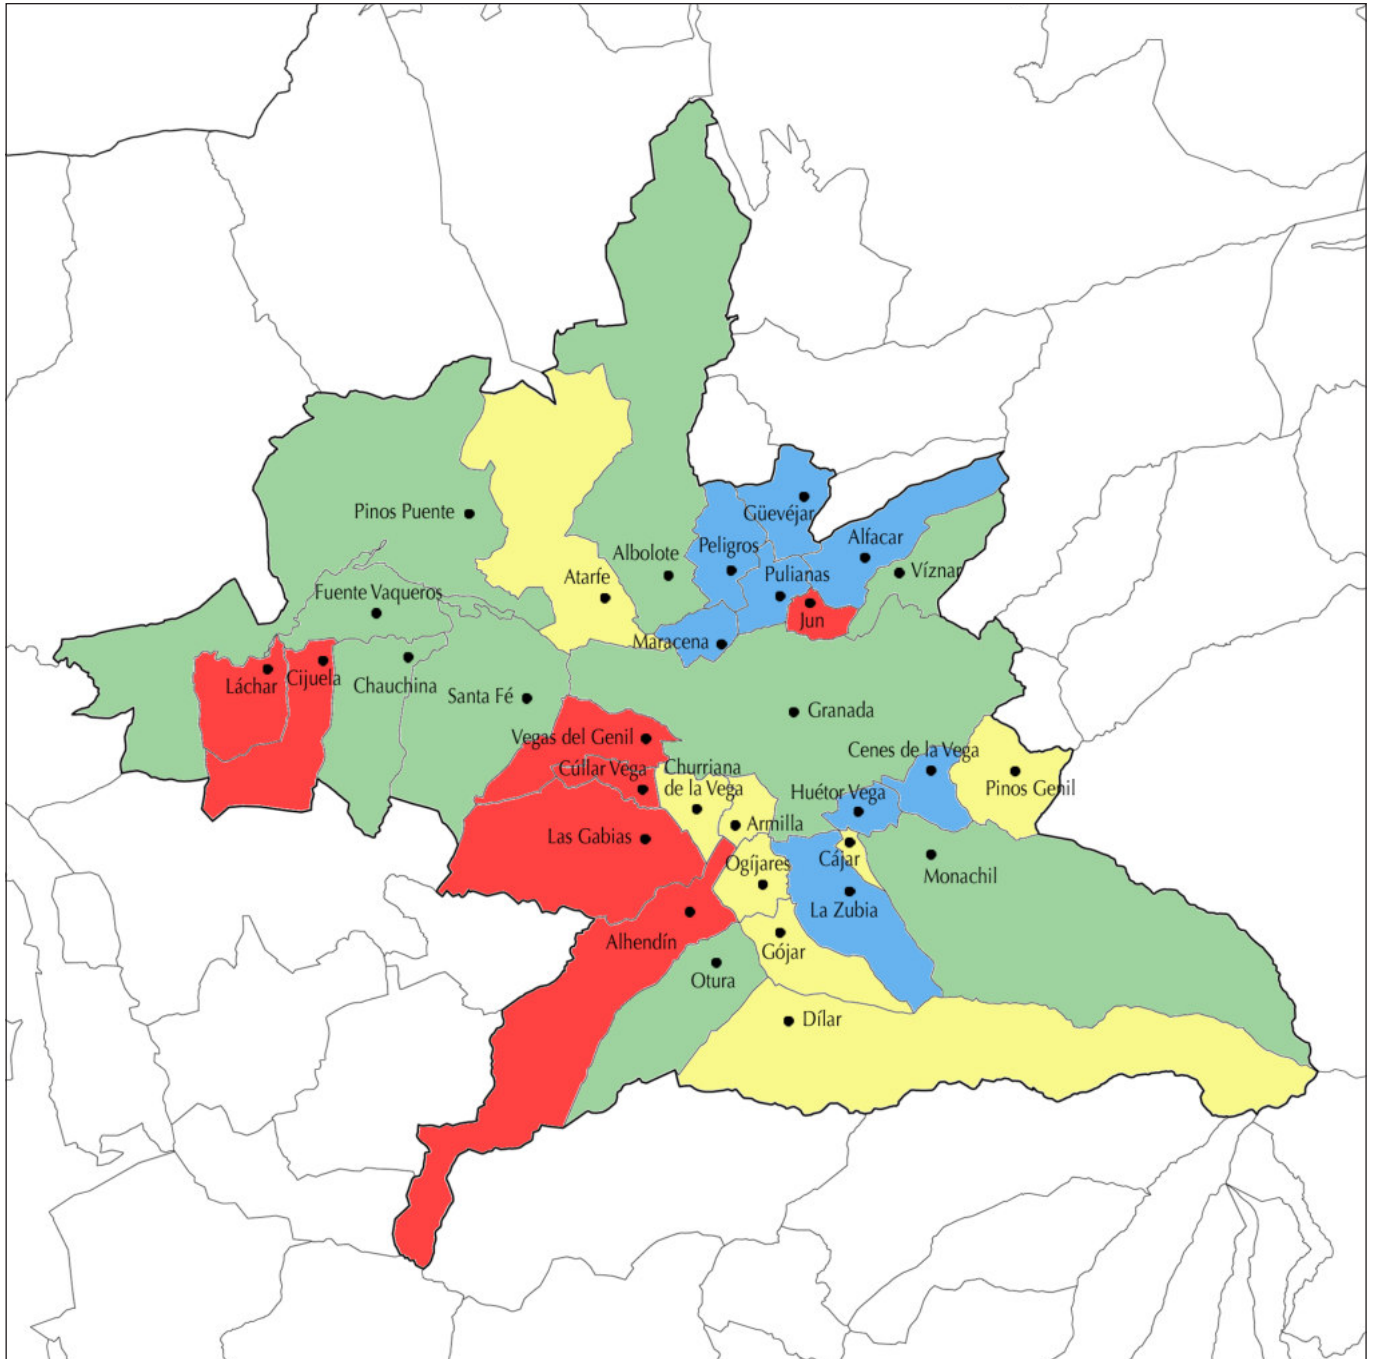 Pinos Puente
Güevéjar
Alfacar
Peligros
Albolote
Pulianas
Víznar
Atarfe
Fuente Vaqueros
Jun
Maracena
Láchar
Cijuela
Chauchina
Santa Fé
Granada
Vegas del Genil
Cenes de la Vega
Cúllar Vega
Churriana
de la Vega
Pinos Genil
Huétor Vega
Armilla
Las Gabias
Cájar
Ogíjares
Monachil
La Zubia
Alhendín
Gójar
Otura
Dílar